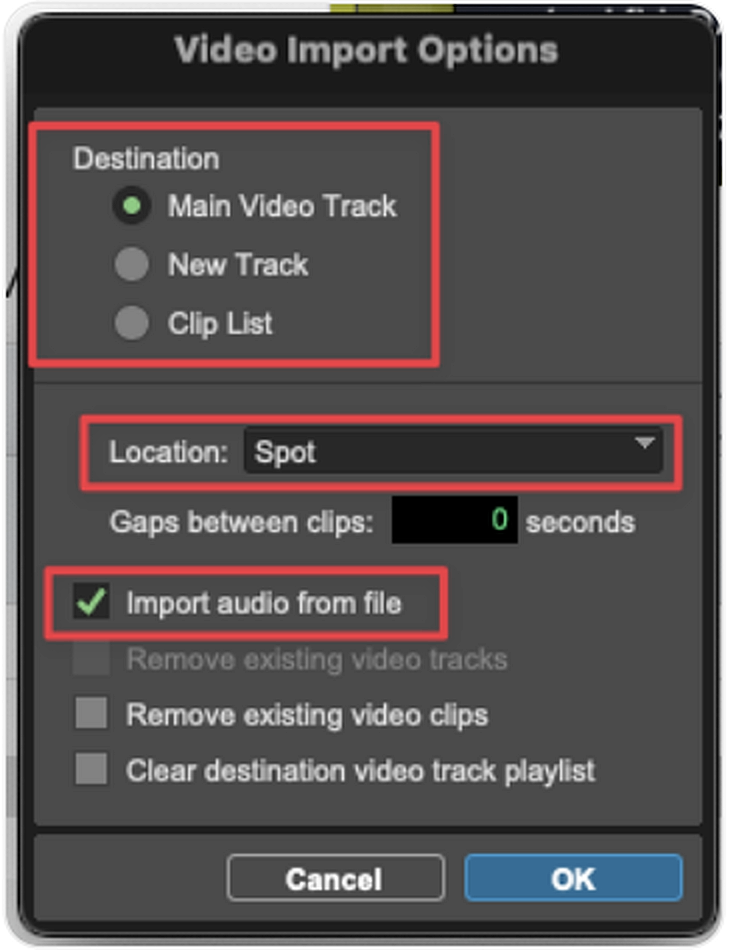 Video Import Options
Destination
Main Video Track
New Track
Clip List
Location: Spot
Gaps between clips: 0 seconds
Import audio from file
Remove existing video tracks
Remove existing video clips
Clear destination video track playlist
Cancel OK